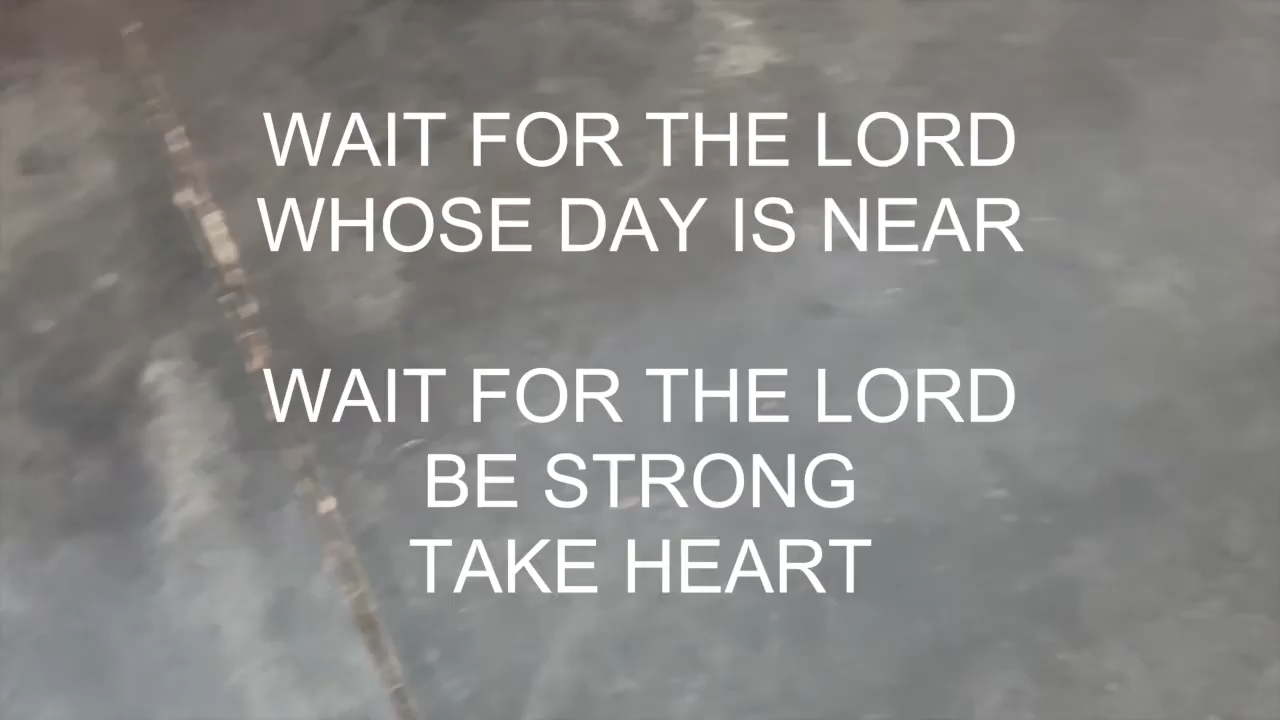 WAIT FOR THE LORD
WHOSE DAY IS NEAR
WAIT FOR THE LORD
BE STRONG
TAKE HEART